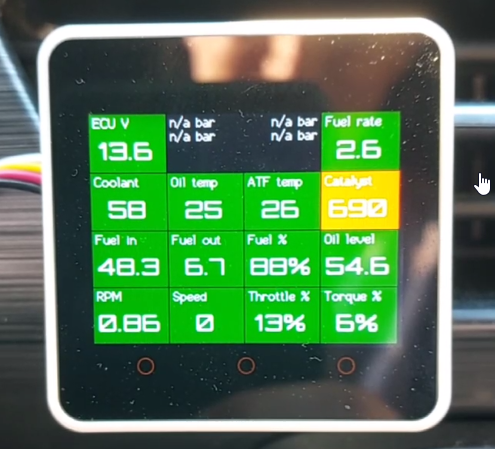 ECU V
n/a bar
n/a bar
Fuel rate
n/a bar
n/a bar
13.6
2.6
Coolant
Oil temp
ATF temp
Catalyst
58
25
26
690
Fuel in
Fuel out
Fuel %
Oil level
48.3
6.7
88%
54.6
RPM
Speed
Throttle %
Torque %
0.86
0
13%
6%